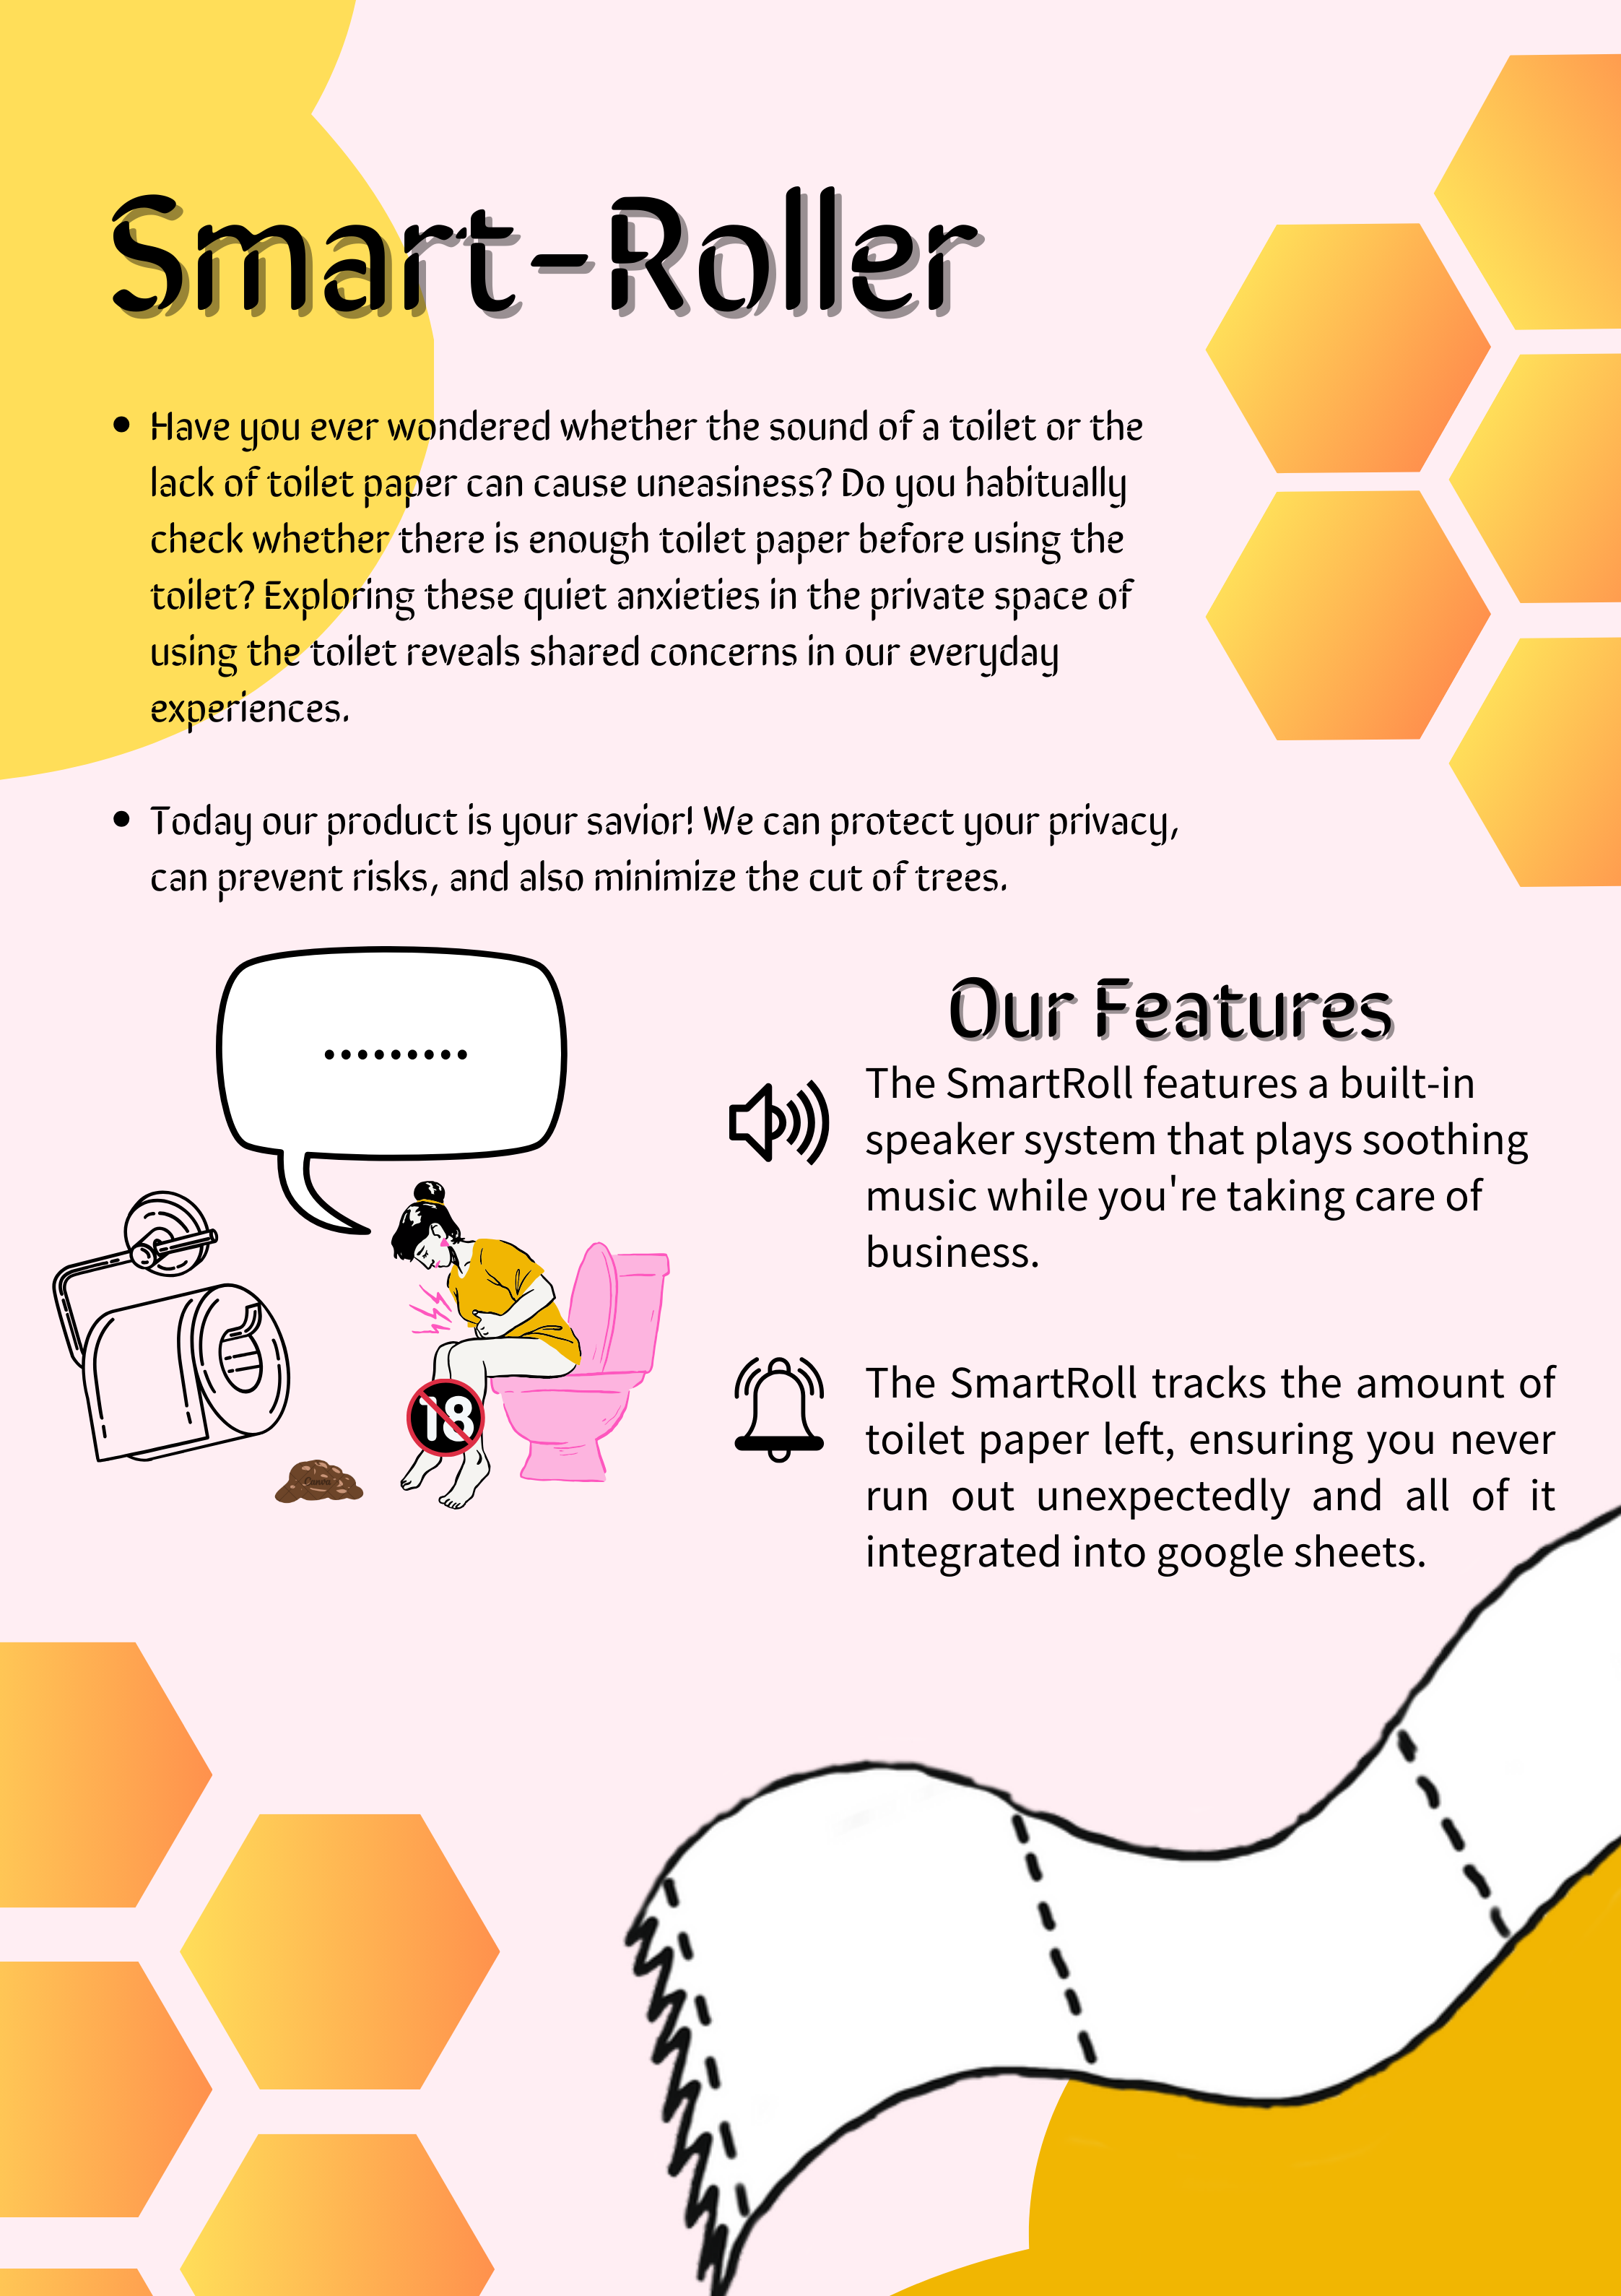 Smart-Roller
• Have you ever wondered whether the sound of a toilet or the
lack of toilet paper can cause uneasiness? Do you habitually
check whether there is enough toilet paper before using the
toilet? Exploring these quiet anxieties in the private space of
using the toilet reveals shared concerns in our everyday
experiences.
• Today our product is your savior! We can protect your privacy,
can prevent risks, and also minimize the cut of trees.
.........
18
Canva
Our Features
The SmartRoll features a built-in
speaker system that plays soothing
music while you're taking care of
business.
The SmartRoll tracks the amount of
toilet paper left, ensuring you never
run out unexpectedly and all of it
integrated into google sheets.